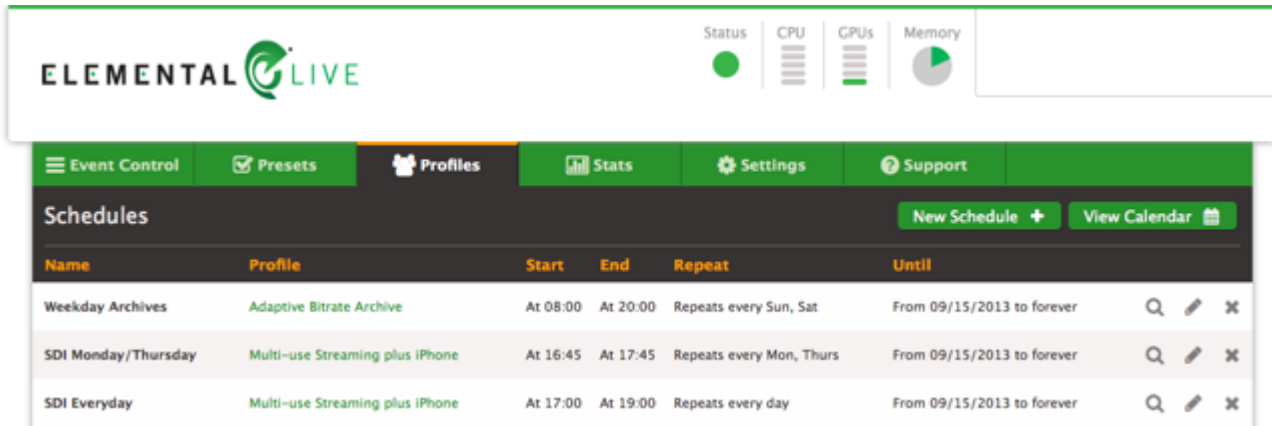 Status CPU GPUs Memory
ELEMENTAL LIVE
Event Control Presets Profiles Stats Settings Support
Schedules New Schedule View Calendar
Name Profile Start End Repeat Until
Weekday Archives Adaptive Bitrate Archive At 08:00 At 20:00 Repeats every Sun, Sat From 09/15/2013 to forever
SDI Monday/Thursday Multi-use Streaming plus iPhone At 16:45 At 17:45 Repeats every Mon, Thurs From 09/15/2013 to forever
SDI Everyday Multi-use Streaming plus iPhone At 17:00 At 19:00 Repeats every day From 09/15/2013 to forever